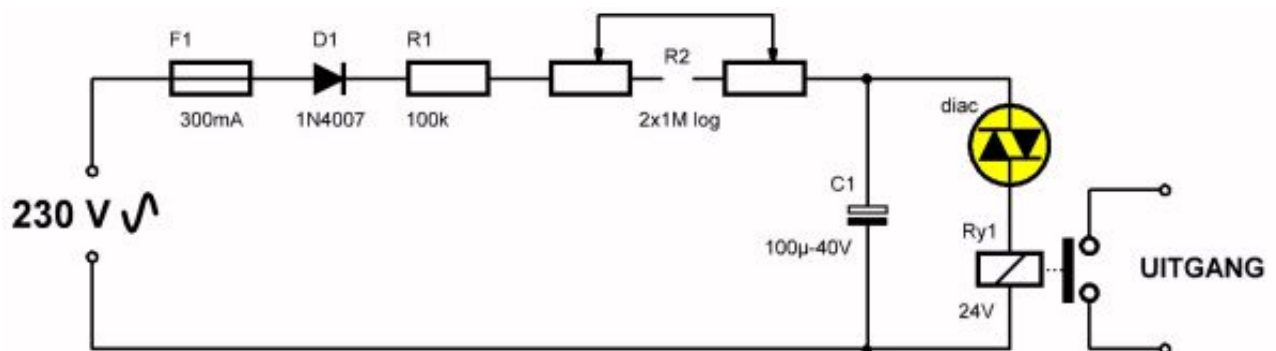 F1
D1
R1
R2
300mA
1N4007
100k
2x1M log
diac
230 V
C1
100µ-40V
Ry1
24V
UITGANG